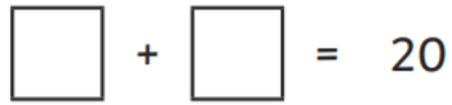 + = 20